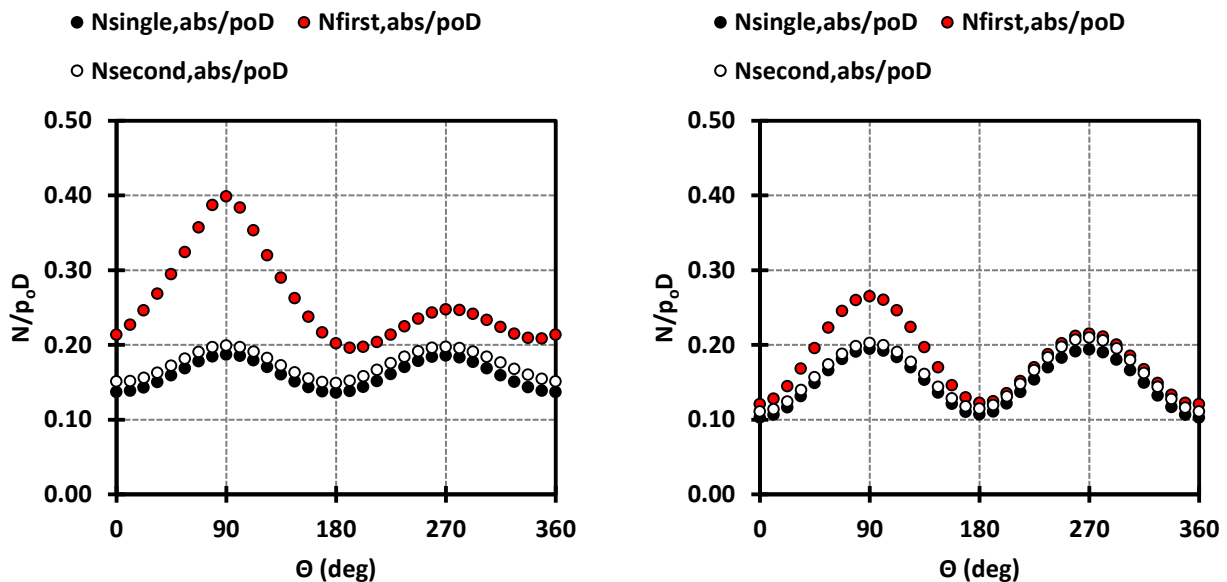 Nsingle,abs/poD Nfirst,abs/poD
Nsecond,abs/poD
0.50
0.40
0.30
0.20
0.10
0.00
N/poD
0 90 180 270 360
Θ (deg)
Nsingle,abs/poD Nfirst,abs/poD
Nsecond,abs/poD
0.50
0.40
0.30
0.20
0.10
0.00
N/poD
0 90 180 270 360
Θ (deg)